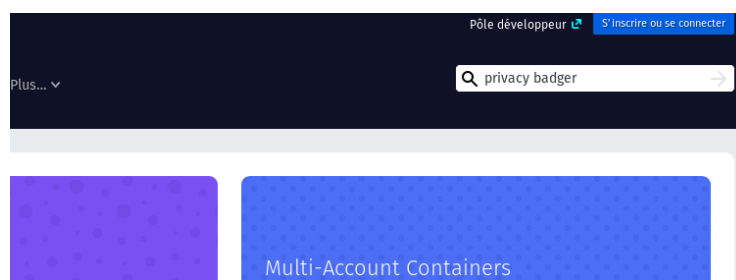 Pôle développeur
S'inscrire ou se connecter
Plus...
privacy badger
Multi-Account Containers